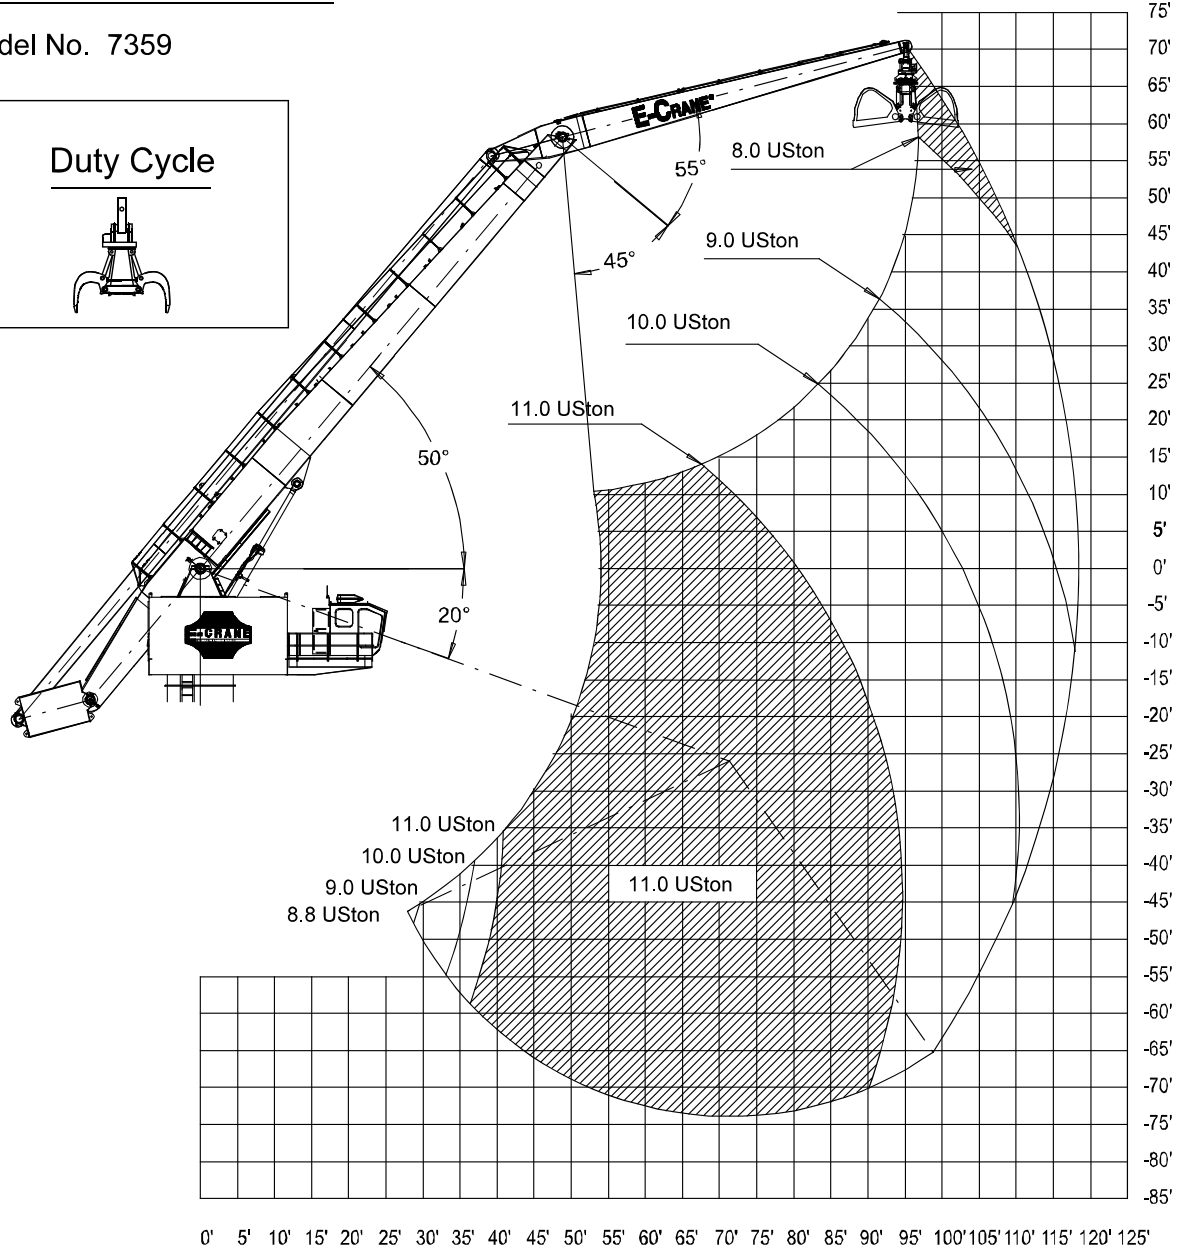 del No. 7359
Duty Cycle
E-CRANE
55°
45°
50°
20°
E-CRANE
8.0 USton
9.0 USton
10.0 USton
11.0 USton
11.0 USton
10.0 USton
9.0 USton
8.8 USton
11.0 USton
75'
70'
65'
60'
55'
50'
45'
40'
35'
30'
25'
20'
15'
10'
5'
0'
-5'
-10'
-15'
-20'
-25'
-30'
-35'
-40'
-45'
-50'
-55'
-60'
-65'
-70'
-75'
-80'
-85'
0' 5' 10' 15' 20' 25' 30' 35' 40' 45' 50' 55' 60' 65' 70' 75' 80' 85' 90' 95' 100' 105' 110' 115' 120' 125'